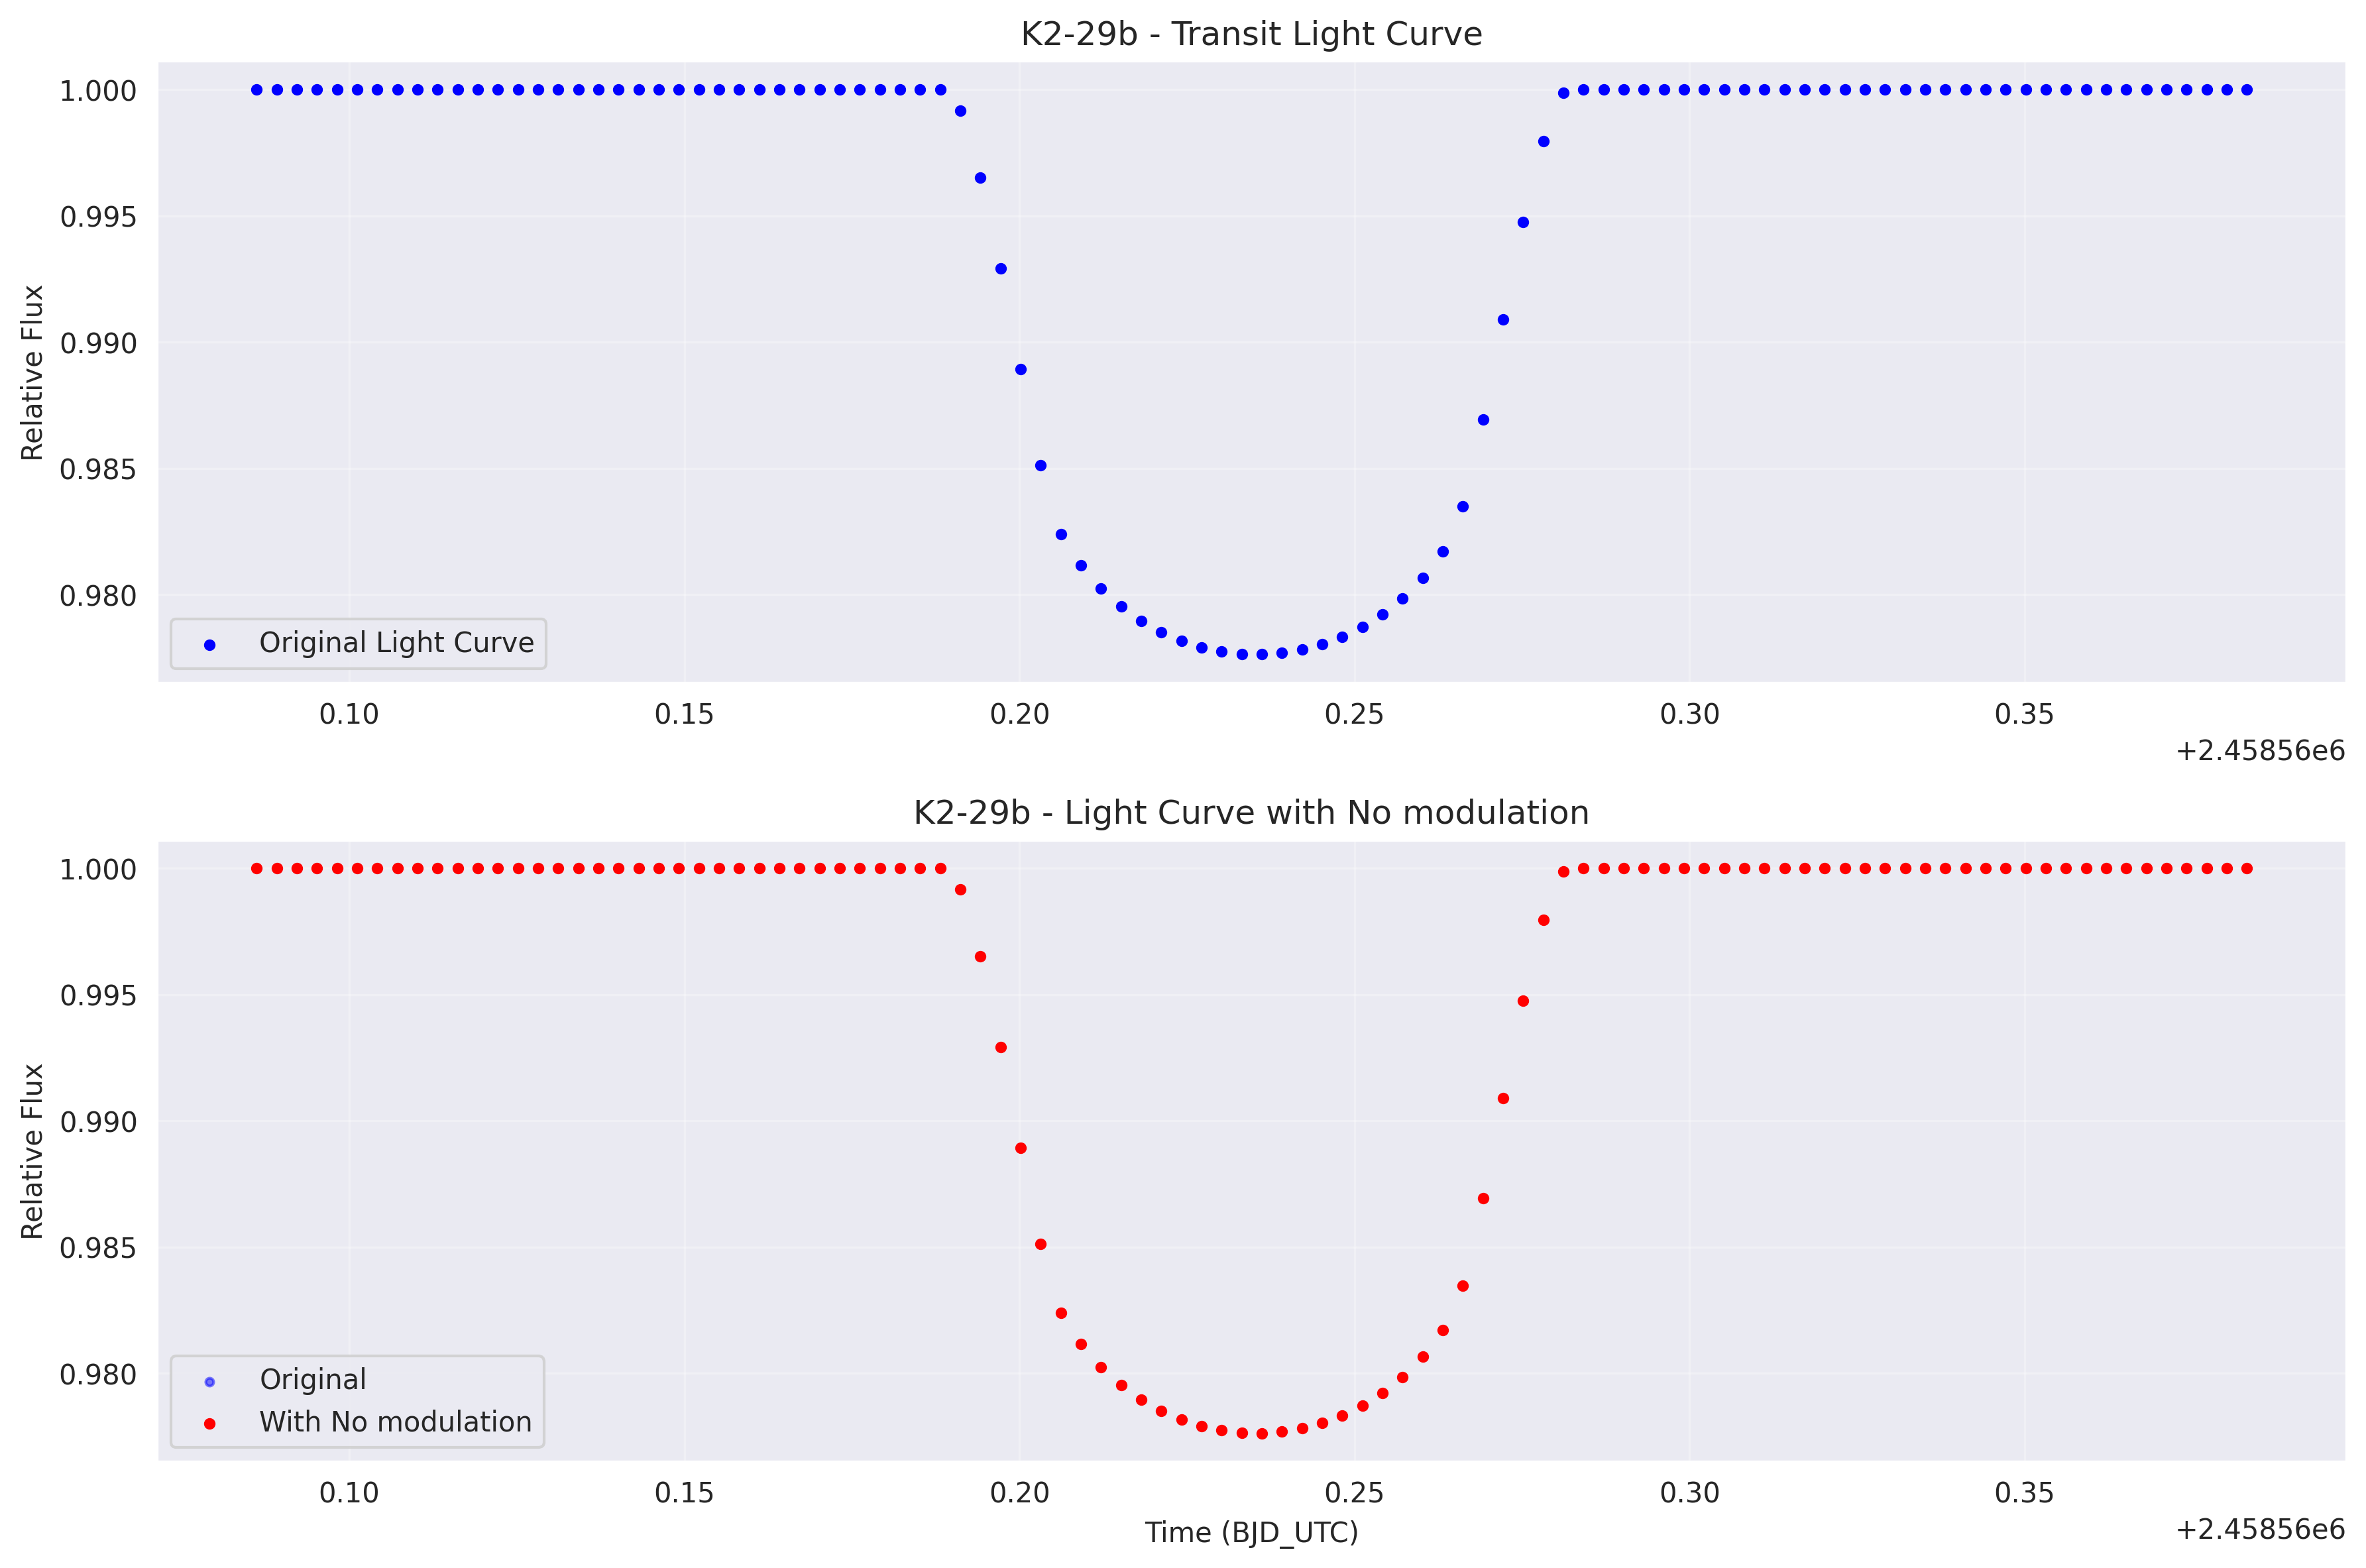 K2-29b - Transit Light Curve
Relative Flux
1.000
0.995
0.990
0.985
0.980
Original Light Curve
0.10 0.15 0.20 0.25 0.30 0.35
+2.45856e6
K2-29b - Light Curve with No modulation
Relative Flux
1.000
0.995
0.990
0.985
0.980
Original
With No modulation
0.10 0.15 0.20 0.25 0.30 0.35
Time (BJD_UTC)
+2.45856e6